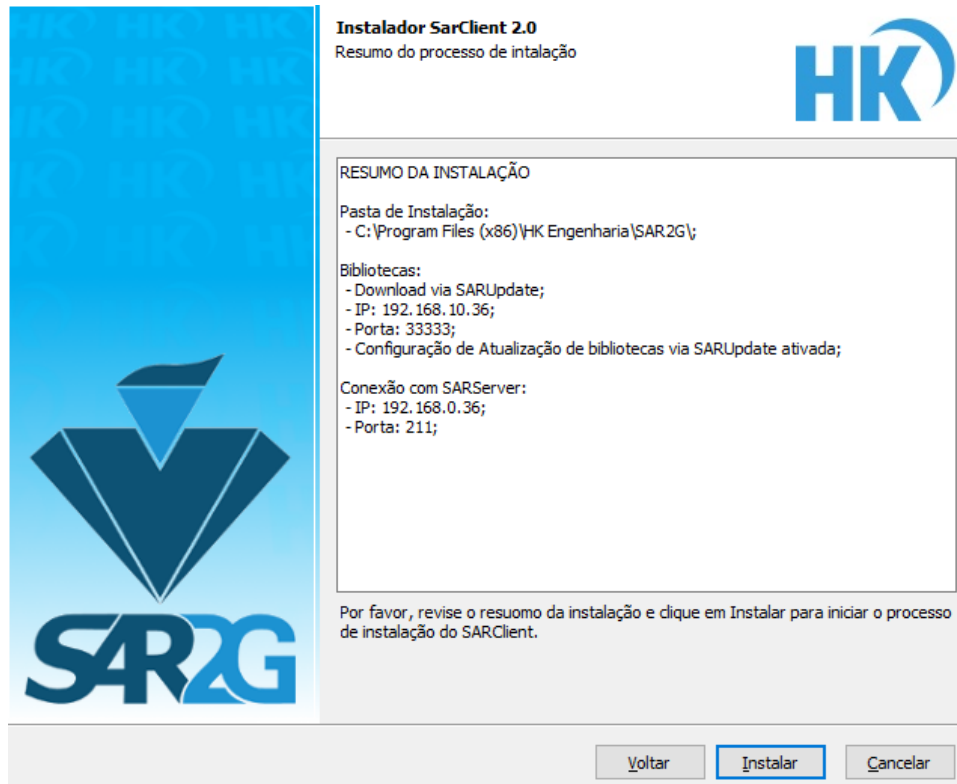 Instalador SarClient 2.0
Resumo do processo de intalação
HK
RESUMO DA INSTALAÇÃO
Pasta de Instalação:
- C:\Program Files (x86)\HK Engenharia\SAR2G\;
Bibliotecas:
- Download via SARUpdate;
- IP: 192.168.10.36;
- Porta: 33333;
- Configuração de Atualização de bibliotecas via SARUpdate ativada;
Conexão com SARServer:
- IP: 192.168.0.36;
- Porta: 211;
Por favor, revise o resuomo da instalação e clique em Instalar para iniciar o processo
de instalação do SARClient.
SAR2G
Voltar
Instalar
Cancelar